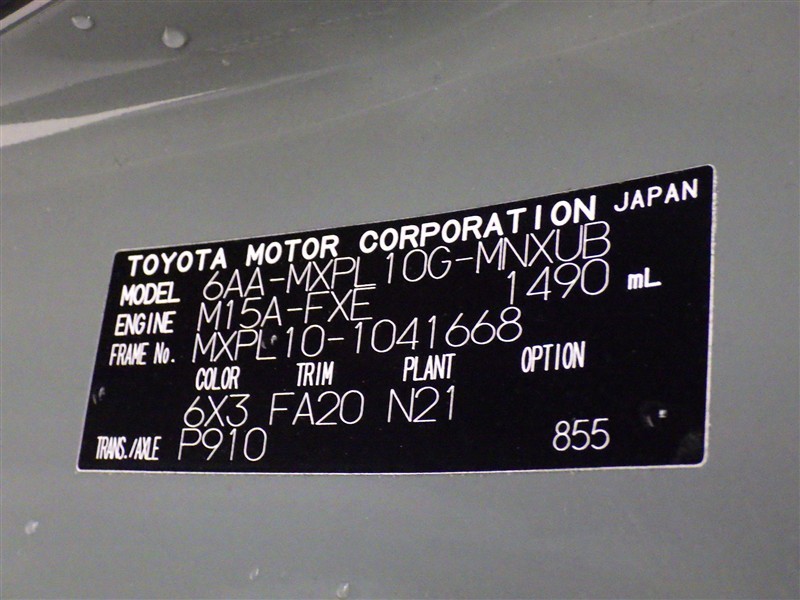 TOYOTA MOTOR CORPORATION JAPAN
MODEL 6AA-MXPL10G-MNXUB
ENGINE M15A-FXE 1490 mL
FRAME No. MXPL10-1041668
COLOR TRIM PLANT OPTION
6X3 FA20 N21
TRANS./AXLE P910 855